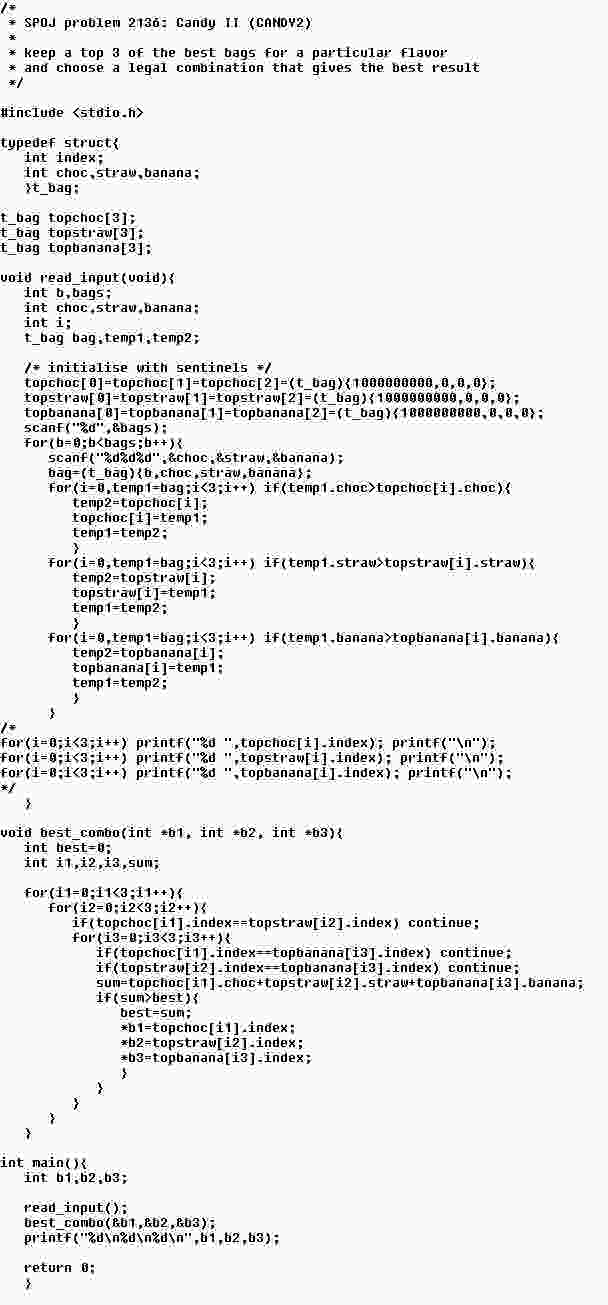 /*
 * SPOJ problem 2136: Candy II (CANDY2)
 *
 * keep a top 3 of the best bags for a particular flavor
 * and choose a legal combination that gives the best result
 */

#include <stdio.h>

typedef struct{
   int index;
   int choc,straw,banana;
   }t_bag;

t_bag topchoc[3];
t_bag topstraw[3];
t_bag topbanana[3];

void read_input(void){
   int b,bags;
   int choc,straw,banana;
   int i;
   t_bag bag,temp1,temp2;

   /* initialise with sentinels */
   topchoc[0]=topchoc[1]=topchoc[2]=(t_bag){1000000000,0,0,0};
   topstraw[0]=topstraw[1]=topstraw[2]=(t_bag){1000000000,0,0,0};
   topbanana[0]=topbanana[1]=topbanana[2]=(t_bag){1000000000,0,0,0};
   scanf("%d",&bags);
   for(b=0;b<bags;b++){
      scanf("%d%d%d",&choc,&straw,&banana);
      bag=(t_bag){b,choc,straw,banana};
      for(i=0,temp1=bag;i<3;i++) if(temp1.choc>topchoc[i].choc){
         temp2=topchoc[i];
         topchoc[i]=temp1;
         temp1=temp2;
         }
      for(i=0,temp1=bag;i<3;i++) if(temp1.straw>topstraw[i].straw){
         temp2=topstraw[i];
         topstraw[i]=temp1;
         temp1=temp2;
         }
      for(i=0,temp1=bag;i<3;i++) if(temp1.banana>topbanana[i].banana){
         temp2=topbanana[i];
         topbanana[i]=temp1;
         temp1=temp2;
         }
      }
/*
for(i=0;i<3;i++) printf("%d ",topchoc[i].index); printf("\n");
for(i=0;i<3;i++) printf("%d ",topstraw[i].index); printf("\n");
for(i=0;i<3;i++) printf("%d ",topbanana[i].index); printf("\n");
*/
   }

void best_combo(int *b1, int *b2, int *b3){
   int best=0;
   int i1,i2,i3,sum;

   for(i1=0;i1<3;i1++){
      for(i2=0;i2<3;i2++){
         if(topchoc[i1].index==topstraw[i2].index) continue;
         for(i3=0;i3<3;i3++){
            if(topchoc[i1].index==topbanana[i3].index) continue;
            if(topstraw[i2].index==topbanana[i3].index) continue;
            sum=topchoc[i1].choc+topstraw[i2].straw+topbanana[i3].banana;
            if(sum>best){
               best=sum;
               *b1=topchoc[i1].index;
               *b2=topstraw[i2].index;
               *b3=topbanana[i3].index;
               }
            }
         }
      }
   }

int main(){
   int b1,b2,b3;

   read_input();
   best_combo(&b1,&b2,&b3);
   printf("%d\n%d\n%d\n",b1,b2,b3);

   return 0;
   }